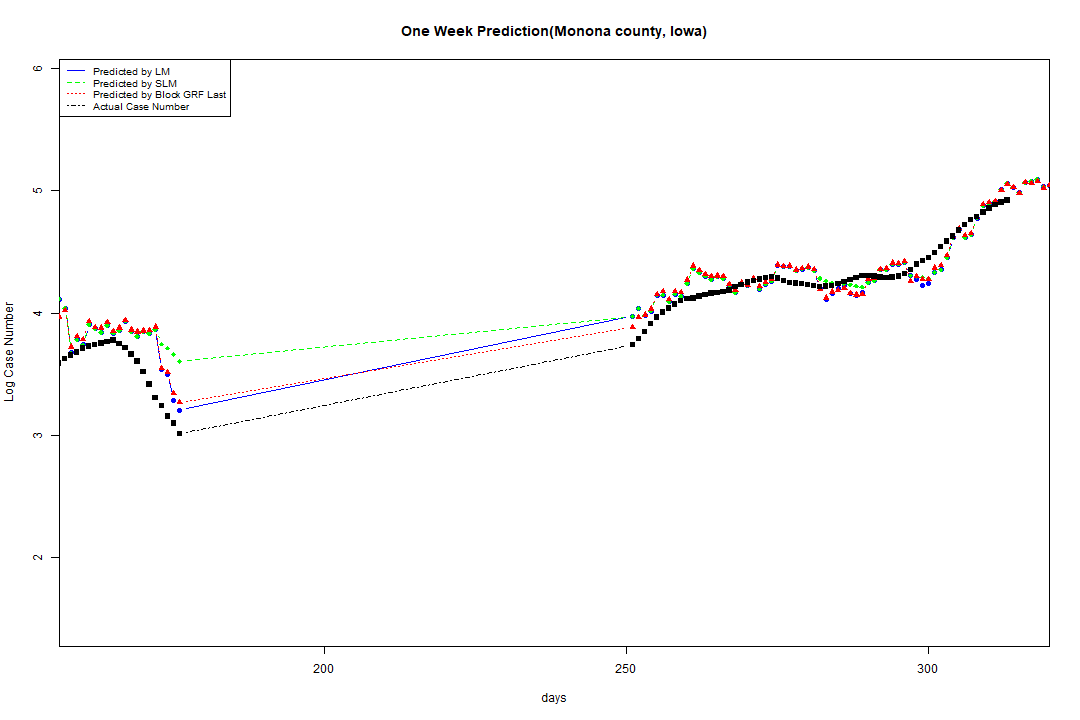 One Week Prediction(Monona county, Iowa)
Predicted by LM
Predicted by SLM
Predicted by Block GRF Last
Actual Case Number
6
5
4
3
2
Log Case Number
200
250
300
days